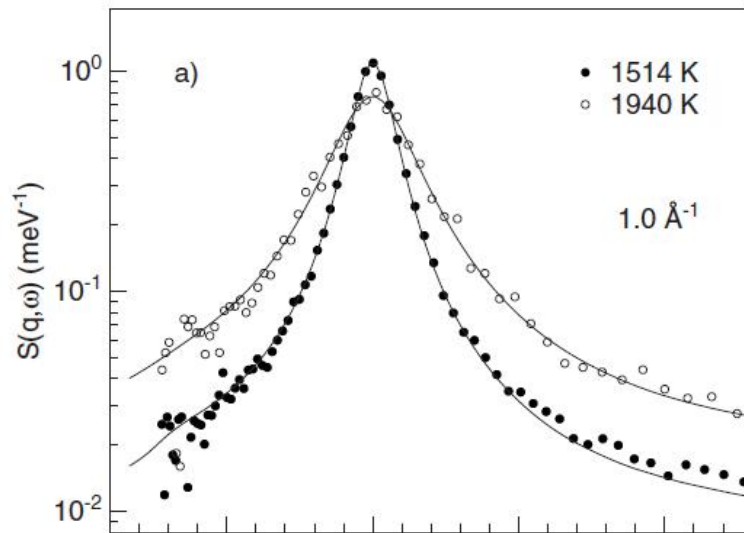 a)
● 1514 K
○ 1940 K
1.0 Å⁻¹
10⁰
10⁻¹
10⁻²
S(q,ω) (meV⁻¹)